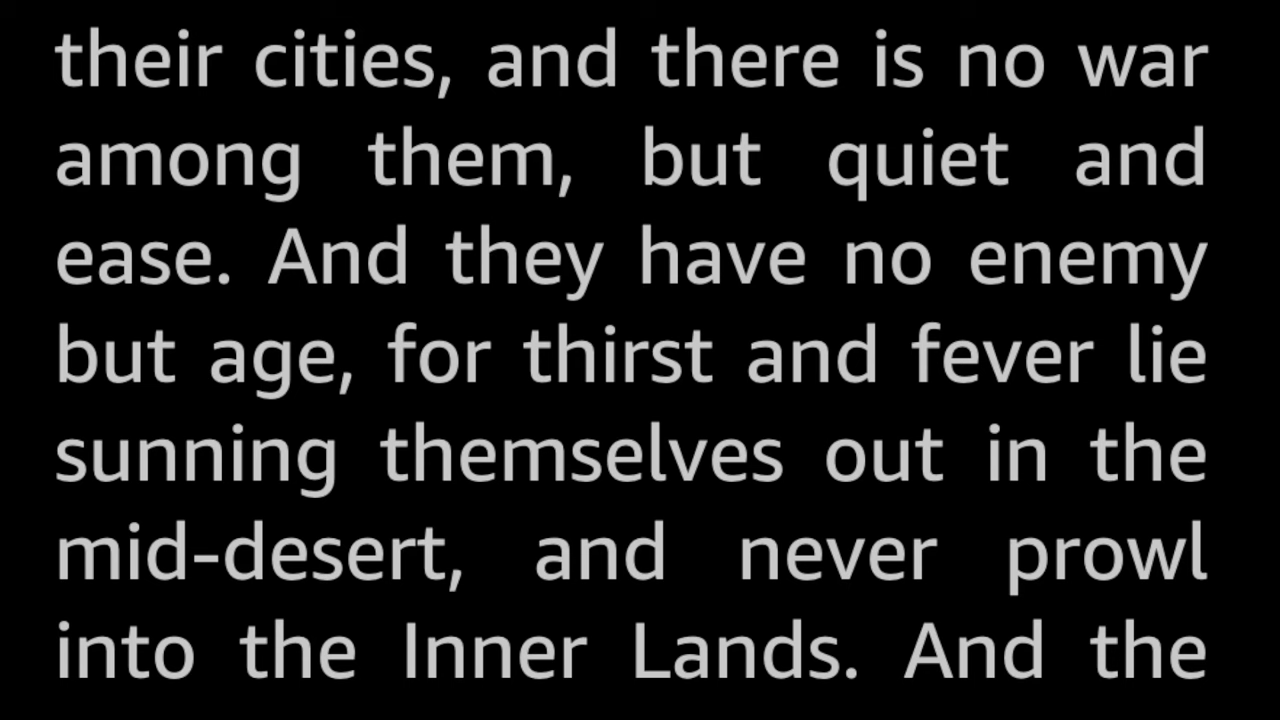 their cities, and there is no war
among them, but quiet and
ease. And they have no enemy
but age, for thirst and fever lie
sunning themselves out in the
mid-desert, and never prowl
into the Inner Lands. And the